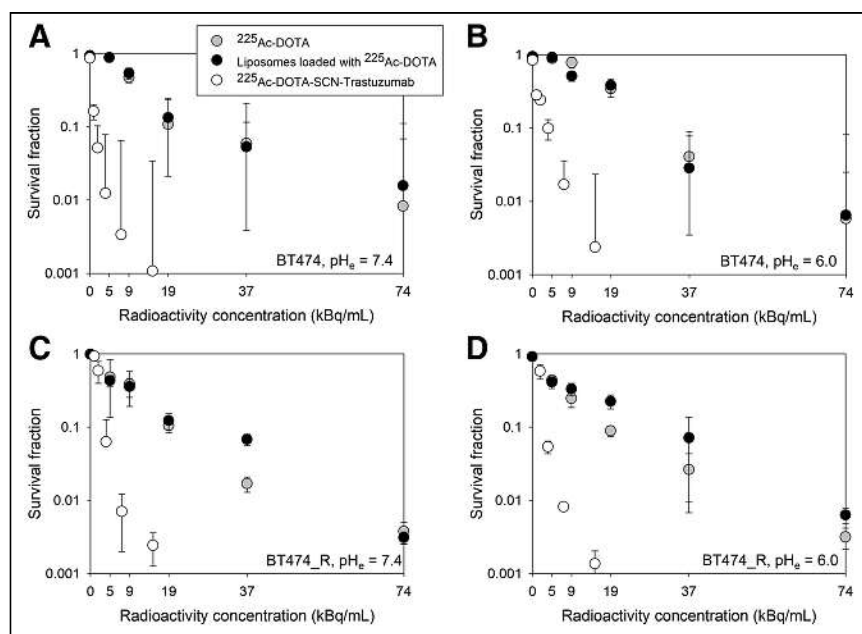 A
²²⁵Ac-DOTA
Liposomes loaded with ²²⁵Ac-DOTA
²²⁵Ac-DOTA-SCN-Trastuzumab
B
Survival fraction
1
0.1
0.01
0.001
BT474, pHₑ = 7.4
0 5 9 19 37 74
Radioactivity concentration (kBq/mL)
Survival fraction
1
0.1
0.01
0.001
BT474, pHₑ = 6.0
0 5 9 19 37 74
Radioactivity concentration (kBq/mL)
C
Survival fraction
1
0.1
0.01
0.001
BT474_R, pHₑ = 7.4
0 5 9 19 37 74
Radioactivity concentration (kBq/mL)
D
Survival fraction
1
0.1
0.01
0.001
BT474_R, pHₑ = 6.0
0 5 9 19 37 74
Radioactivity concentration (kBq/mL)